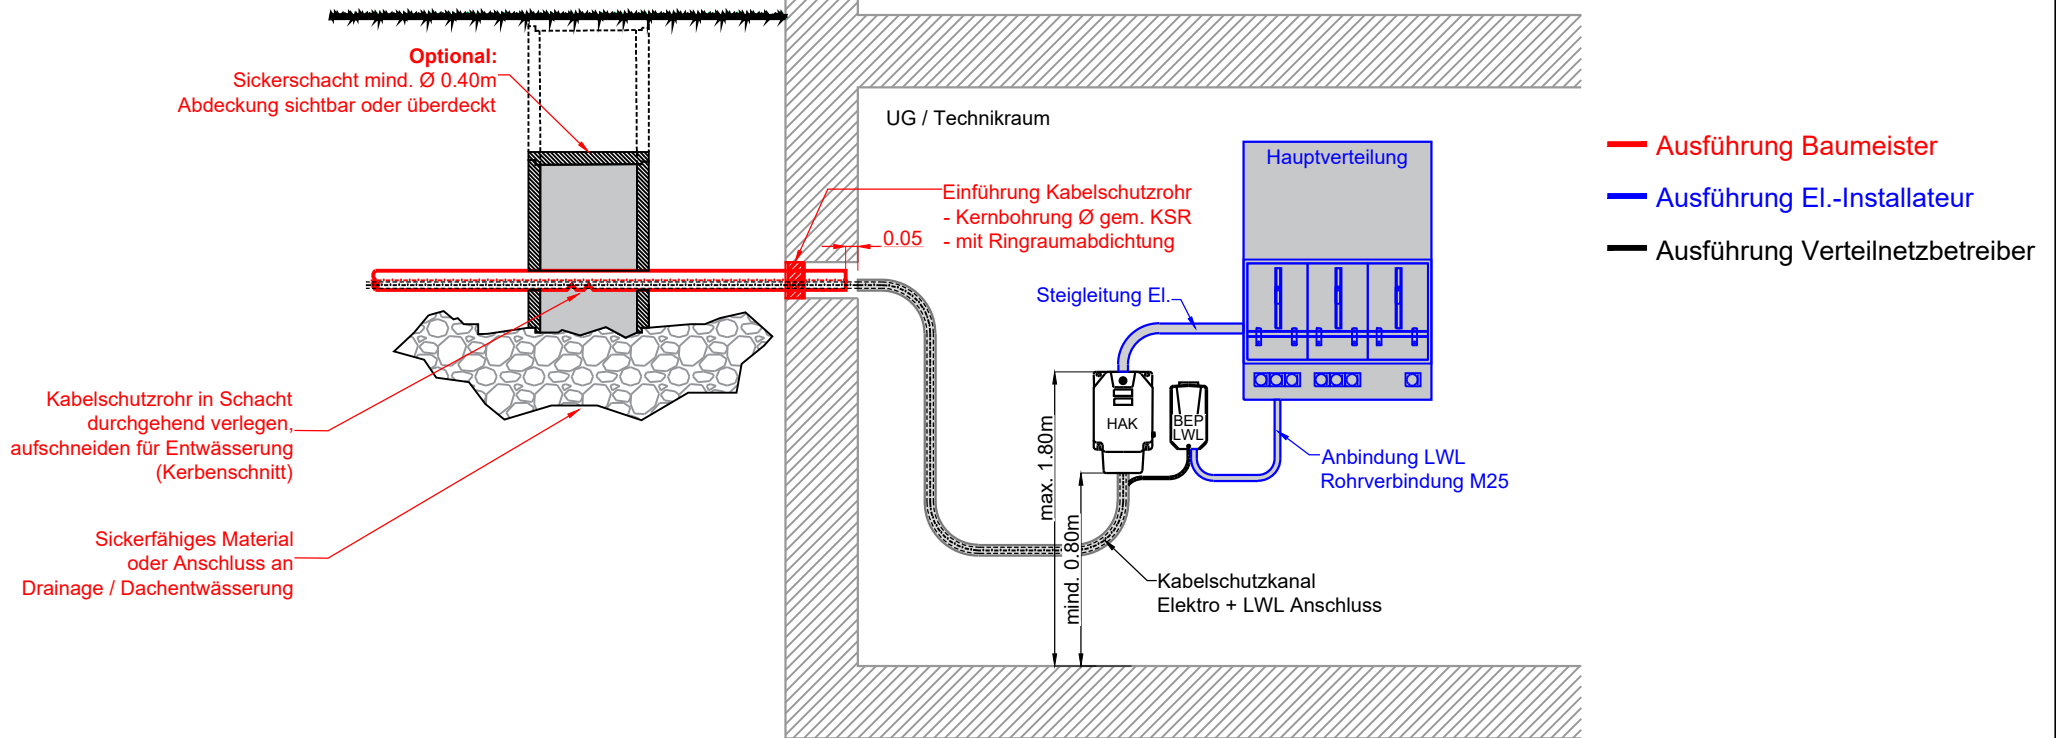 Optional:
Sickerschacht mind. Ø 0.40m
Abdeckung sichtbar oder überdeckt
UG / Technikraum
Einführung Kabelschutzrohr
- Kernbohrung Ø gem. KSR
- mit Ringraumabdichtung
0.05
Hauptverteilung
Ausführung Baumeister
Ausführung El.-Installateur
Ausführung Verteilnetzbetreiber
Steigleitung El.
Kabelschutzrohr in Schacht
durchgehend verlegen,
aufschneiden für Entwässerung
(Kerbenschnitt)
HAK
BEP
LWL
max. 1.80m
mind. 0.80m
Anbindung LWL
Rohrverbindung M25
Sickerfähiges Material
oder Anschluss an
Drainage / Dachentwässerung
Kabelschutzkanal
Elektro + LWL Anschluss